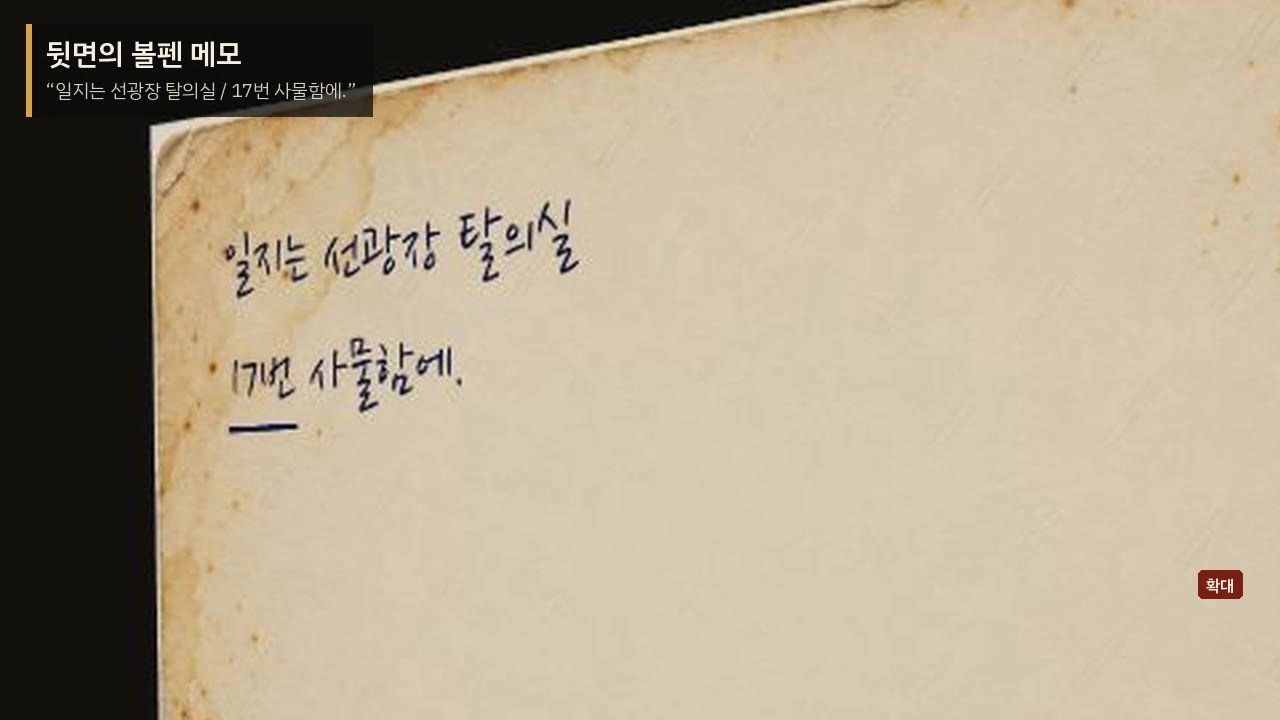 뒷면의 볼펜 메모
“일지는 선광장 탈의실 / 17번 사물함에.”
일지는 선광장 탈의실
17번 사물함에.
확대